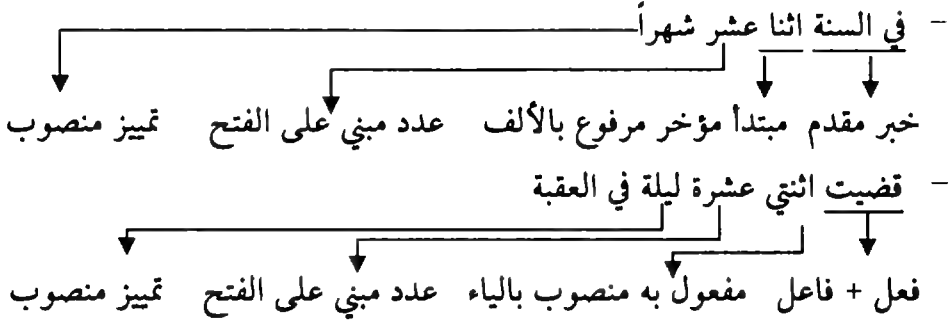 - في السنة اثنا عشر شهراً
خبر مقدم مبتدأ مؤخر مرفوع بالألف عدد مبني على الفتح تمييز منصوب
- قضيت اثنتي عشرة ليلة في العقبة
فعل + فاعل مفعول به منصوب بالياء عدد مبني على الفتح تمييز منصوب